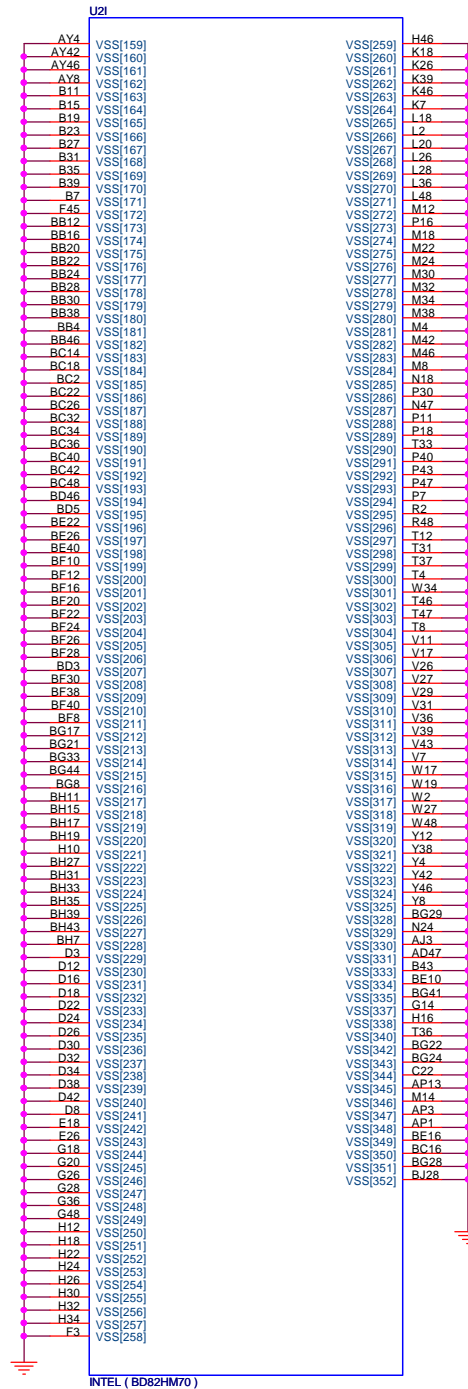 U2I
AY4 VSS[159] VSS[259] H46
AY42 VSS[160] VSS[260] K18
AY46 VSS[161] VSS[261] K26
AY8 VSS[162] VSS[262] K39
B11 VSS[163] VSS[263] K46
B15 VSS[164] VSS[264] K7
B19 VSS[165] VSS[265] L18
B23 VSS[166] VSS[266] L2
B27 VSS[167] VSS[267] L20
B31 VSS[168] VSS[268] L26
B35 VSS[169] VSS[269] L28
B39 VSS[170] VSS[270] L36
B7 VSS[171] VSS[271] L48
F45 VSS[172] VSS[272] M12
BB12 VSS[173] VSS[273] P16
BB16 VSS[174] VSS[274] M18
BB20 VSS[175] VSS[275] M22
BB22 VSS[176] VSS[276] M24
BB24 VSS[177] VSS[277] M30
BB28 VSS[178] VSS[278] M32
BB30 VSS[179] VSS[279] M34
BB38 VSS[180] VSS[280] M38
BB4 VSS[181] VSS[281] M4
BB46 VSS[182] VSS[282] M42
BC14 VSS[183] VSS[283] M46
BC18 VSS[184] VSS[284] M8
BC2 VSS[185] VSS[285] N18
BC22 VSS[186] VSS[286] P30
BC26 VSS[187] VSS[287] N47
BC32 VSS[188] VSS[288] P11
BC34 VSS[189] VSS[289] P18
BC36 VSS[190] VSS[290] T33
BC40 VSS[191] VSS[291] P40
BC42 VSS[192] VSS[292] P43
BC48 VSS[193] VSS[293] P47
BD46 VSS[194] VSS[294] P7
BD5 VSS[195] VSS[295] R2
BE22 VSS[196] VSS[296] R48
BE26 VSS[197] VSS[297] T12
BE40 VSS[198] VSS[298] T31
BF10 VSS[199] VSS[299] T37
BF12 VSS[200] VSS[300] T4
BF16 VSS[201] VSS[301] W34
BF20 VSS[202] VSS[302] T46
BF22 VSS[203] VSS[303] T47
BF24 VSS[204] VSS[304] T8
BF26 VSS[205] VSS[305] V11
BF28 VSS[206] VSS[306] V17
BD3 VSS[207] VSS[307] V26
BF30 VSS[208] VSS[308] V27
BF38 VSS[209] VSS[309] V29
BF40 VSS[210] VSS[310] V31
BF8 VSS[211] VSS[311] V36
BG17 VSS[212] VSS[312] V39
BG21 VSS[213] VSS[313] V43
BG33 VSS[214] VSS[314] V7
BG44 VSS[215] VSS[315] W17
BG8 VSS[216] VSS[316] W19
BH11 VSS[217] VSS[317] W2
BH15 VSS[218] VSS[318] W27
BH17 VSS[219] VSS[319] W48
BH19 VSS[220] VSS[320] Y12
H10 VSS[221] VSS[321] Y38
BH27 VSS[222] VSS[322] Y4
BH31 VSS[223] VSS[323] Y42
BH33 VSS[224] VSS[324] Y46
BH35 VSS[225] VSS[325] Y8
BH39 VSS[226] VSS[328] BG29
BH43 VSS[227] VSS[329] N24
BH7 VSS[228] VSS[330] AJ3
D3 VSS[229] VSS[331] AD47
D12 VSS[230] VSS[333] B43
D16 VSS[231] VSS[334] BE10
D18 VSS[232] VSS[335] BG41
D22 VSS[233] VSS[337] G14
D24 VSS[234] VSS[338] H16
D26 VSS[235] VSS[340] T36
D30 VSS[236] VSS[342] BG22
D32 VSS[237] VSS[343] BG24
D34 VSS[238] VSS[344] C22
D38 VSS[239] VSS[345] AP13
D42 VSS[240] VSS[346] M14
D8 VSS[241] VSS[347] AP3
E18 VSS[242] VSS[348] AP1
E26 VSS[243] VSS[349] BE16
G18 VSS[244] VSS[350] BC16
G20 VSS[245] VSS[351] BG28
G26 VSS[246] VSS[352] BJ28
G28 VSS[247]
G36 VSS[248]
G48 VSS[249]
H12 VSS[250]
H18 VSS[251]
H22 VSS[252]
H24 VSS[253]
H26 VSS[254]
H30 VSS[255]
H32 VSS[256]
H34 VSS[257]
F3 VSS[258]
INTEL ( BD82HM70 )